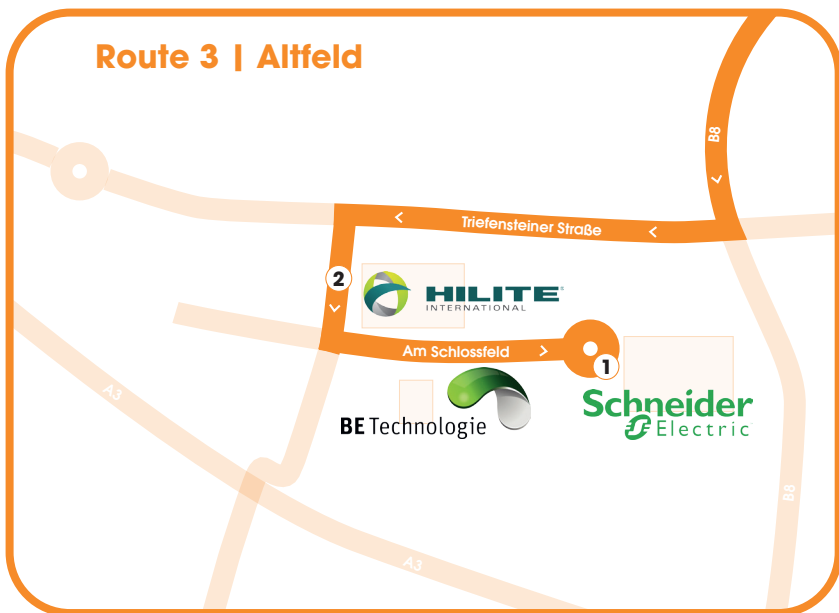 Route 3 | Altfeld
B8
Triefensteiner Straße
2
HILITE®
INTERNATIONAL
Am Schlossfeld
1
A3
BE Technologie
Schneider
Electric
B8
A3